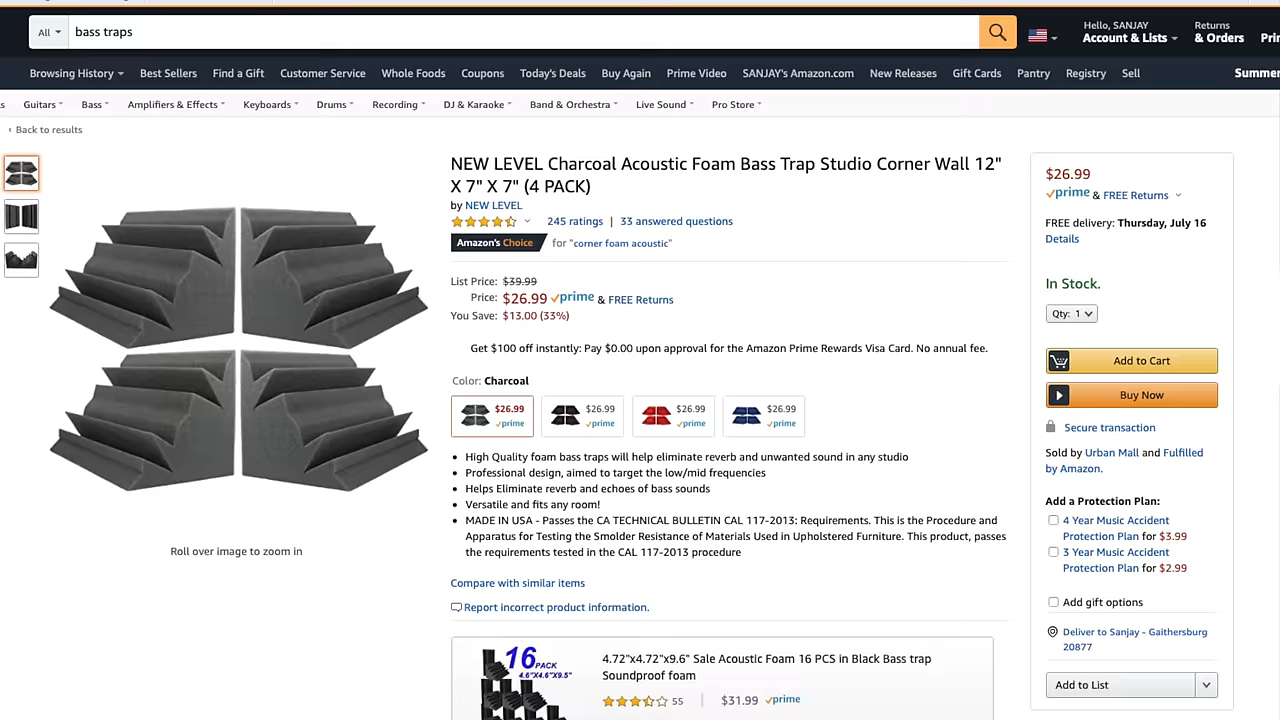 All
bass traps
Hello, SANJAY
Account & Lists
Returns
& Orders
Browsing History
Best Sellers
Find a Gift
Customer Service
Whole Foods
Coupons
Today's Deals
Buy Again
Prime Video
SANJAY's Amazon.com
New Releases
Gift Cards
Pantry
Registry
Sell
Summer
Guitars
Bass
Amplifiers & Effects
Keyboards
Drums
Recording
DJ & Karaoke
Band & Orchestra
Live Sound
Pro Store
‹ Back to results
NEW LEVEL Charcoal Acoustic Foam Bass Trap Studio Corner Wall 12"
X 7" X 7" (4 PACK)
by NEW LEVEL
245 ratings | 33 answered questions
Amazon's Choice for "corner foam acoustic"
List Price: $39.99
Price: $26.99 prime & FREE Returns
You Save: $13.00 (33%)
Get $100 off instantly: Pay $0.00 upon approval for the Amazon Prime Rewards Visa Card. No annual fee.
Color: Charcoal
$26.99 prime
$26.99 prime
$26.99 prime
$26.99 prime
• High Quality foam bass traps will help eliminate reverb and unwanted sound in any studio
• Professional design, aimed to target the low/mid frequencies
• Helps Eliminate reverb and echoes of bass sounds
• Versatile and fits any room!
• MADE IN USA - Passes the CA TECHNICAL BULLETIN CAL 117-2013: Requirements. This is the Procedure and
Apparatus for Testing the Smolder Resistance of Materials Used in Upholstered Furniture. This product, passes
the requirements tested in the CAL 117-2013 procedure
Roll over image to zoom in
Compare with similar items
Report incorrect product information.
16 PACK
4.6"X4.6"X9.5"
4.72"x4.72"x9.6" Sale Acoustic Foam 16 PCS in Black Bass trap
Soundproof foam
55 | $31.99 prime
$26.99
prime & FREE Returns
FREE delivery: Thursday, July 16
Details
In Stock.
Qty: 1
Add to Cart
Buy Now
Secure transaction
Sold by Urban Mall and Fulfilled
by Amazon.
Add a Protection Plan:
4 Year Music Accident
Protection Plan for $3.99
3 Year Music Accident
Protection Plan for $2.99
Add gift options
Deliver to Sanjay - Gaithersburg
20877
Add to List